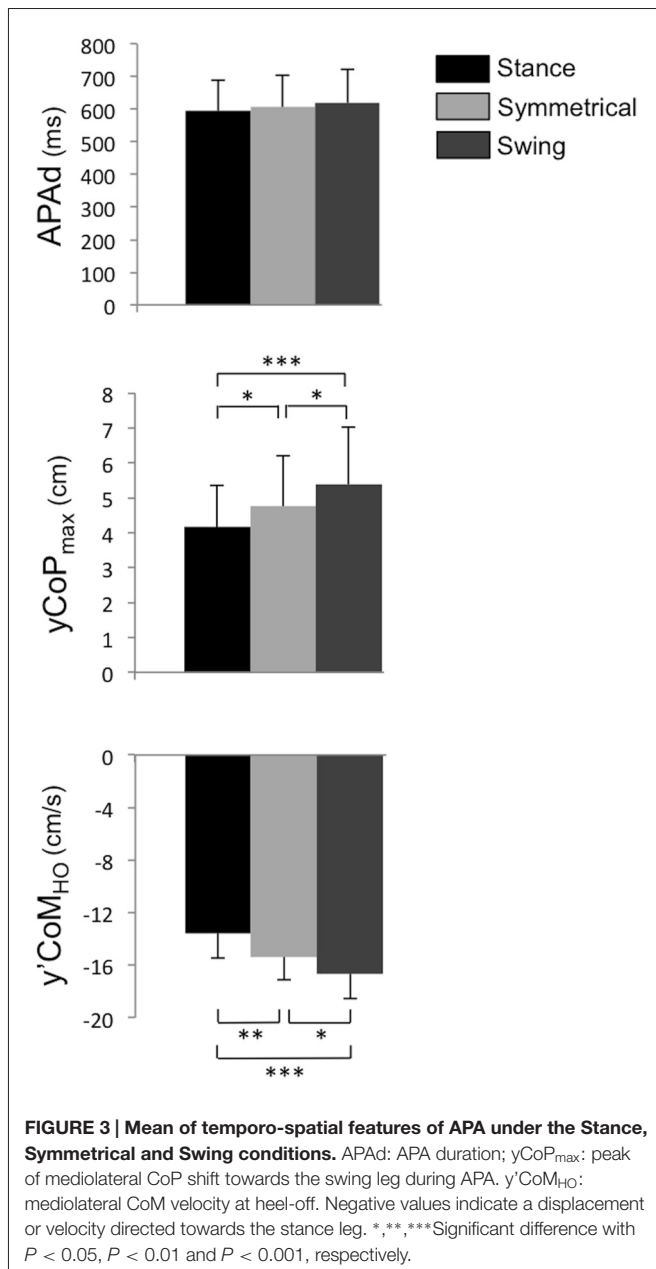 800
700
600
500
400
300
200
100
0
APAd (ms)
Stance
Symmetrical
Swing
***
* *
8
7
6
5
4
3
2
1
0
yCoPmax (cm)
0
-4
-8
-12
-16
-20
y'CoMHO (cm/s)
** *
***
FIGURE 3 | Mean of temporo-spatial features of APA under the Stance,
Symmetrical and Swing conditions. APAd: APA duration; yCoPmax: peak
of mediolateral CoP shift towards the swing leg during APA. y'CoMHO:
mediolateral CoM velocity at heel-off. Negative values indicate a displacement
or velocity directed towards the stance leg. *,**,***Significant difference with
P < 0.05, P < 0.01 and P < 0.001, respectively.